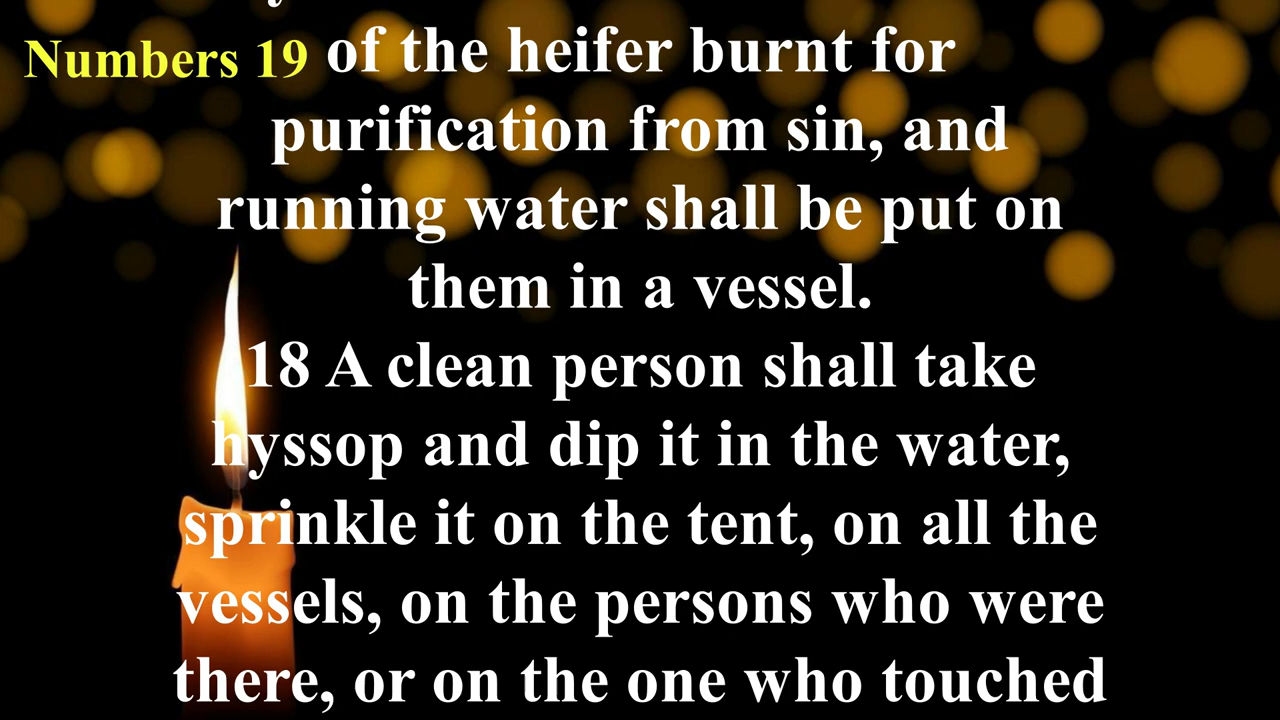 Numbers 19
of the heifer burnt for
purification from sin, and
running water shall be put on
them in a vessel.
18 A clean person shall take
hyssop and dip it in the water,
sprinkle it on the tent, on all the
vessels, on the persons who were
there, or on the one who touched